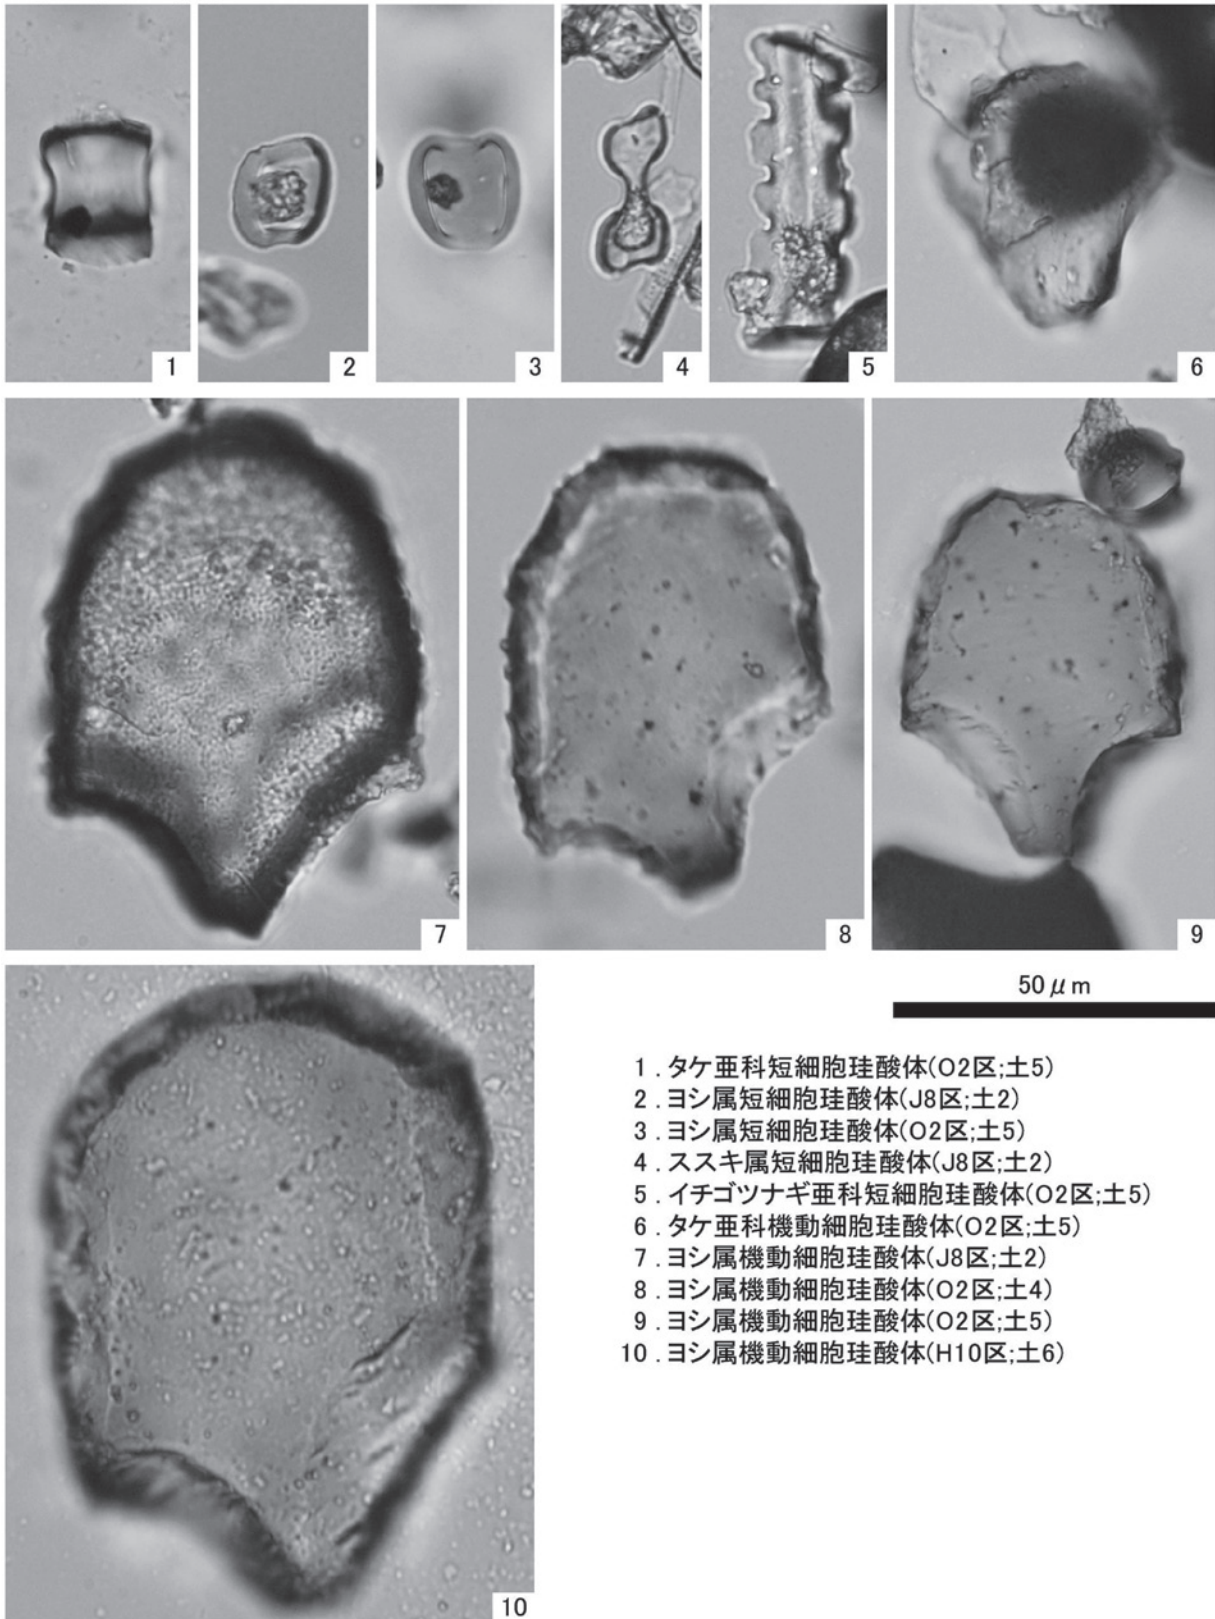 1
2
3
4
5
6
7
8
9
10
50μm
1．タケ亜科短細胞珪酸体(O2区;土5)
2．ヨシ属短細胞珪酸体(J8区;土2)
3．ヨシ属短細胞珪酸体(O2区;土5)
4．ススキ属短細胞珪酸体(J8区;土2)
5．イチゴツナギ亜科短細胞珪酸体(O2区;土5)
6．タケ亜科機動細胞珪酸体(O2区;土5)
7．ヨシ属機動細胞珪酸体(J8区;土2)
8．ヨシ属機動細胞珪酸体(O2区;土4)
9．ヨシ属機動細胞珪酸体(O2区;土5)
10．ヨシ属機動細胞珪酸体(H10区;土6)